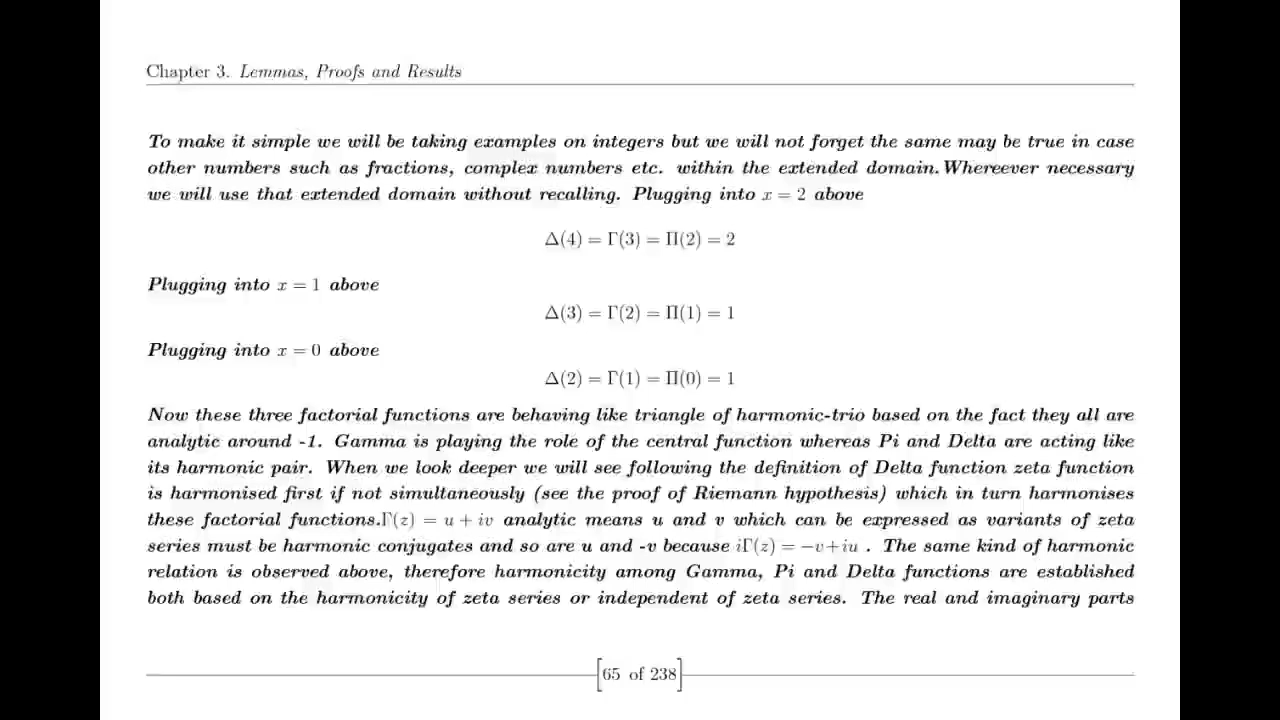 Chapter 3. Lemmas, Proofs and Results
To make it simple we will be taking examples on integers but we will not forget the same may be true in case
other numbers such as fractions, complex numbers etc. within the extended domain.Whereever necessary
we will use that extended domain without recalling. Plugging into x = 2 above
Δ(4) = Γ(3) = Π(2) = 2
Plugging into x = 1 above
Δ(3) = Γ(2) = Π(1) = 1
Plugging into x = 0 above
Δ(2) = Γ(1) = Π(0) = 1
Now these three factorial functions are behaving like triangle of harmonic-trio based on the fact they all are
analytic around -1. Gamma is playing the role of the central function whereas Pi and Delta are acting like
its harmonic pair. When we look deeper we will see following the definition of Delta function zeta function
is harmonised first if not simultaneously (see the proof of Riemann hypothesis) which in turn harmonises
these factorial functions.Γ(z) = u + iv analytic means u and v which can be expressed as variants of zeta
series must be harmonic conjugates and so are u and -v because iΓ(z) = −v+iu . The same kind of harmonic
relation is observed above, therefore harmonicity among Gamma, Pi and Delta functions are established
both based on the harmonicity of zeta series or independent of zeta series. The real and imaginary parts
[65 of 238]